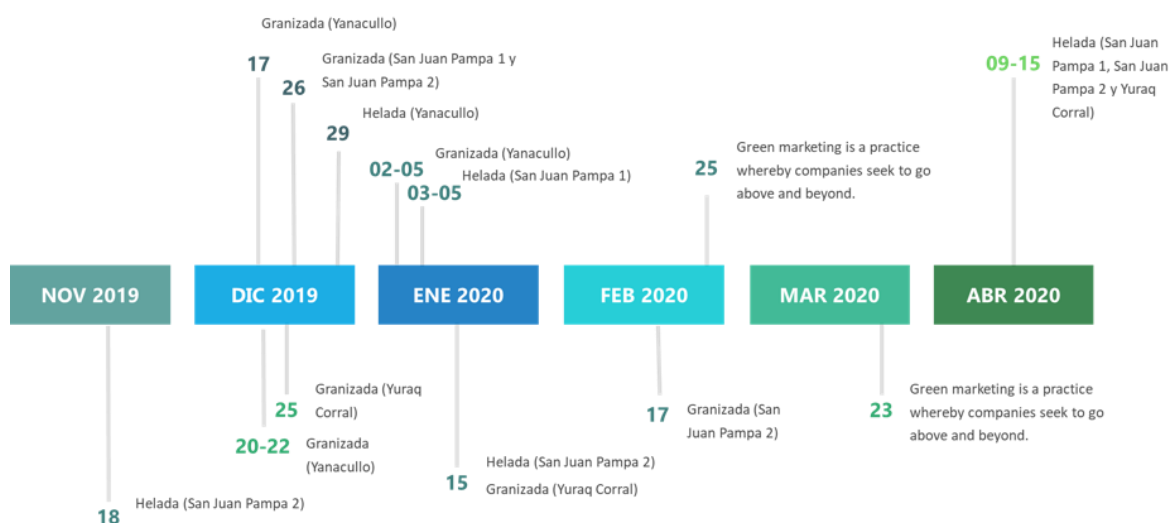 Granizada (Yanacullo)
17
Granizada (San Juan Pampa 1 y
San Juan Pampa 2)
26
Helada (Yanacullo)
29
Granizada (Yanacullo)
02-05
Helada (San Juan Pampa 1)
03-05
Green marketing is a practice
whereby companies seek to go
above and beyond.
25
Helada (San Juan
Pampa 1, San Juan
Pampa 2 y Yuraq
Corral)
09-15
NOV 2019
DIC 2019
ENE 2020
FEB 2020
MAR 2020
ABR 2020
Granizada (Yuraq
Corral)
25
20-22
Granizada
(Yanacullo)
18
Helada (San Juan Pampa 2)
15
Helada (San Juan Pampa 2)
Granizada (Yuraq Corral)
17
Granizada (San
Juan Pampa 2)
23
Green marketing is a practice
whereby companies seek to go
above and beyond.